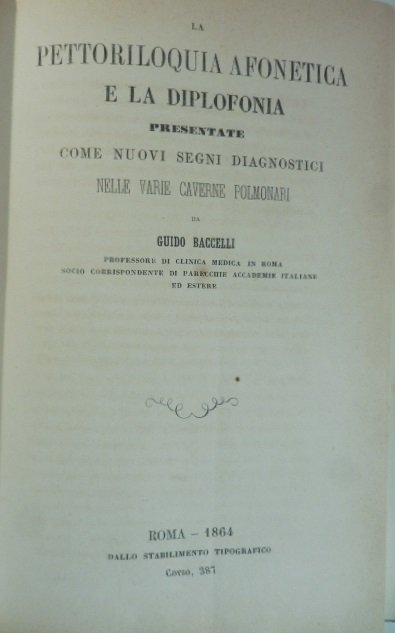 LA
PETTORILOQUIA AFONETICA
E LA DIPLOFONIA
PRESENTATE
COME NUOVI SEGNI DIAGNOSTICI
NELLE VARIE CAVERNE POLMONARI
DA
GUIDO BACCELLI
PROFESSORE DI CLINICA MEDICA IN ROMA
SOCIO CORRISPONDENTE DI PARECCHIE ACCADEMIE ITALIANE
ED ESTERE
ROMA – 1864
DALLO STABILIMENTO TIPOGRAFICO
Corso, 387